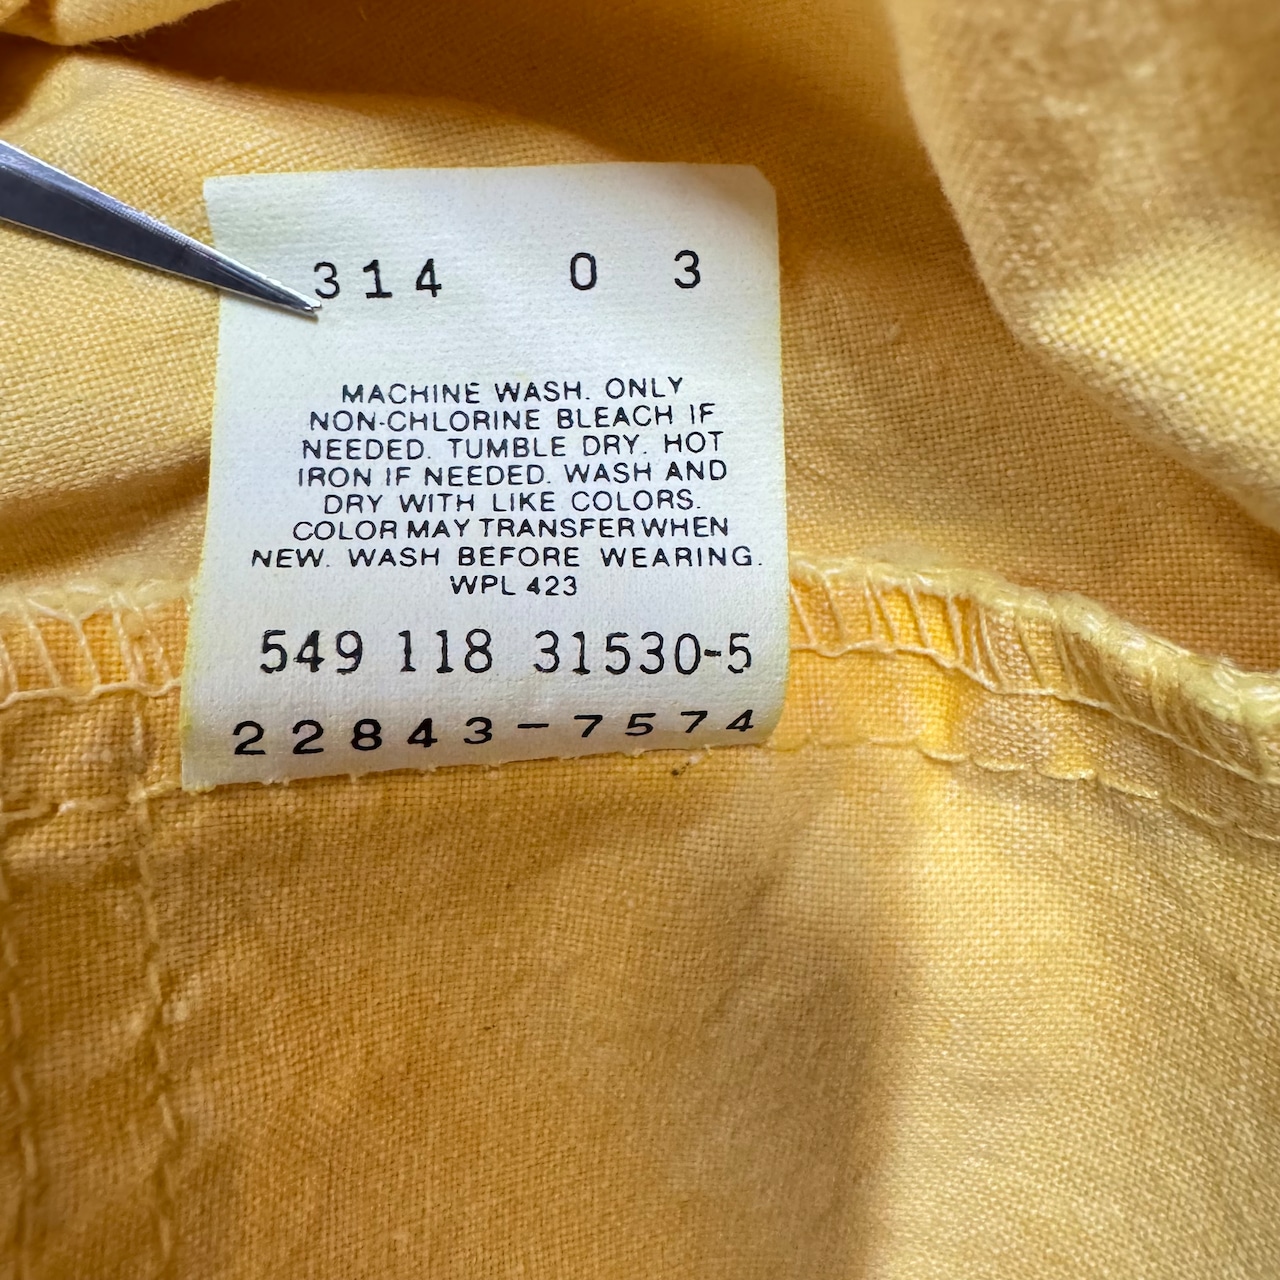 314 0 3
MACHINE WASH. ONLY
NON-CHLORINE BLEACH IF
NEEDED. TUMBLE DRY. HOT
IRON IF NEEDED. WASH AND
DRY WITH LIKE COLORS.
COLOR MAY TRANSFER WHEN
NEW. WASH BEFORE WEARING.
WPL 423
549 118 31530-5
22843-7574